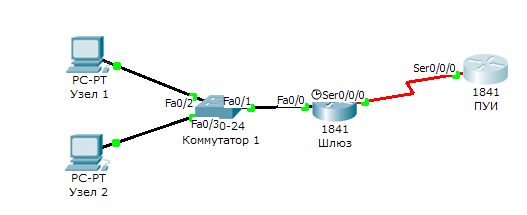 PC-PT
Узел 1
Fa0/2
Fa0/1
Fa0/3
0-24
Коммутатор 1
PC-PT
Узел 2
Fa0/0
Ser0/0/0
1841
Шлюз
Ser0/0/0
1841
ПУИ